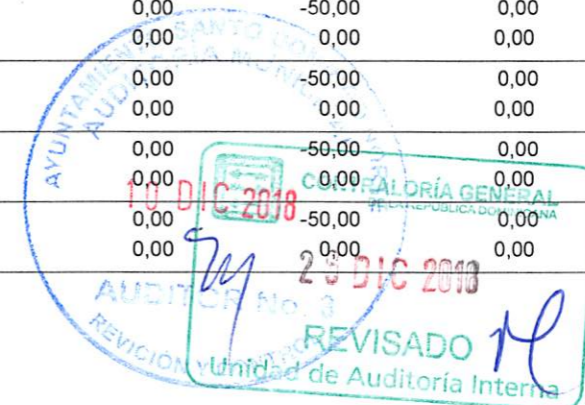 0,00 -50,00 0,00
0,00 0,00 0,00
0,00 -50,00 0,00
0,00 0,00 0,00
0,00 -50,00 0,00
0,00 0,00 0,00
0,00 -50,00 0,00
0,00 0,00 0,00
AYUNTAMIENTO SANTO DOMINGO
AUDITORIA
10 DIC 2018
AUDITOR No. 3
REVICIÓN Y
CONTRALORÍA GENERAL
DE LA REPÚBLICA DOMINICANA
DIC 2018
REVISADO
Unidad de Auditoría Interna